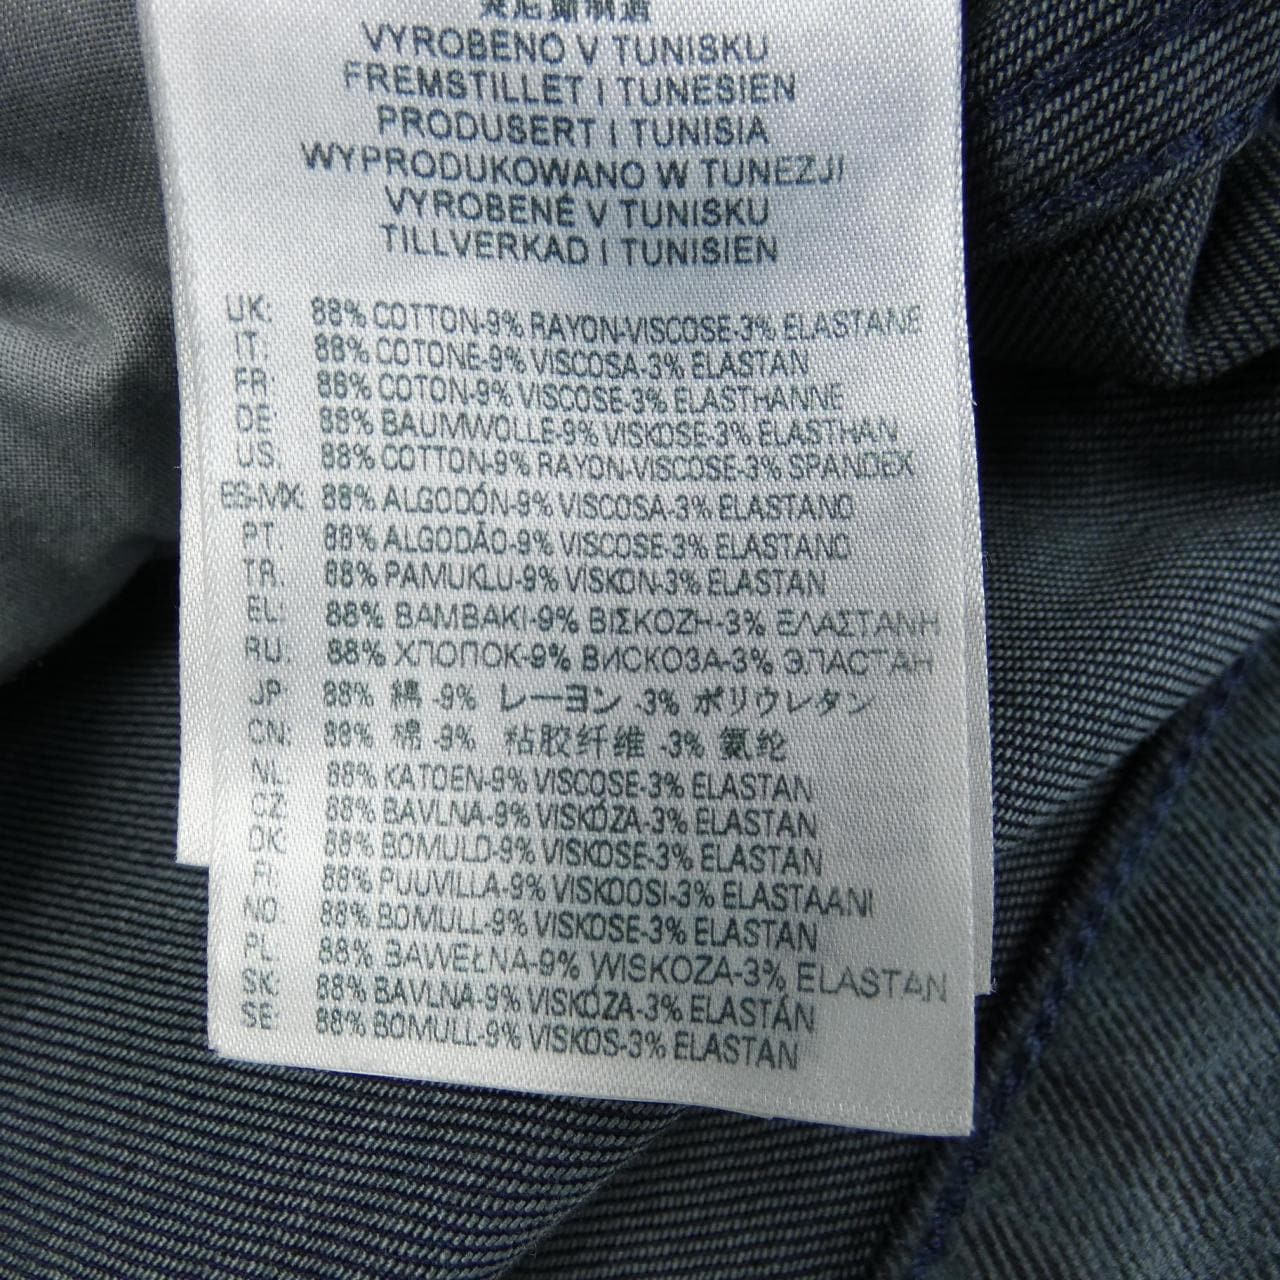 VYROBENO V TUNISKU
FREMSTILLET I TUNESIEN
PRODUSERT I TUNISIA
WYPRODUKOWANO W TUNEZJI
VYROBENÉ V TUNISKU
TILLVERKAD I TUNISIEN
UK: 88% COTTON-9% RAYON-VISCOSE-3% ELASTANE
IT: 88% COTONE-9% VISCOSA-3% ELASTAN
FR: 88% COTON-9% VISCOSE-3% ELASTHANNE
DE: 88% BAUMWOLLE-9% VISKOSE-3% ELASTHAN
US: 88% COTTON-9% RAYON-VISCOSE-3% SPANDEX
ES-MX: 88% ALGODÓN-9% VISCOSA-3% ELASTANO
PT: 88% ALGODÃO-9% VISCOSE-3% ELASTANO
TR: 88% PAMUKLU-9% VISKON-3% ELASTAN
EL: 88% BAMBAKI-9% ΒΙΣΚΟΖΗ-3% ΕΛΑΣΤΑΝΗ
RU: 88% ХЛОПОК-9% ВИСКОЗА-3% ЭЛАСТАН
JP: 88% 綿 -9% レーヨン -3% ポリウレタン
CN: 88% 棉 -9% 粘胶纤维 -3% 氨纶
NL: 88% KATOEN-9% VISCOSE-3% ELASTAN
CZ: 88% BAVLNA-9% VISKÓZA-3% ELASTAN
DK: 88% BOMULD-9% VISKOSE-3% ELASTAN
FI: 88% PUUVILLA-9% VISKOOSI-3% ELASTAANI
NO: 88% BOMULL-9% VISKOSE-3% ELASTAN
PL: 88% BAWEŁNA-9% WISKOZA-3% ELASTAN
SK: 88% BAVLNA-9% VISKÓZA-3% ELASTÁN
SE: 88% BOMULL-9% VISKOS-3% ELASTAN